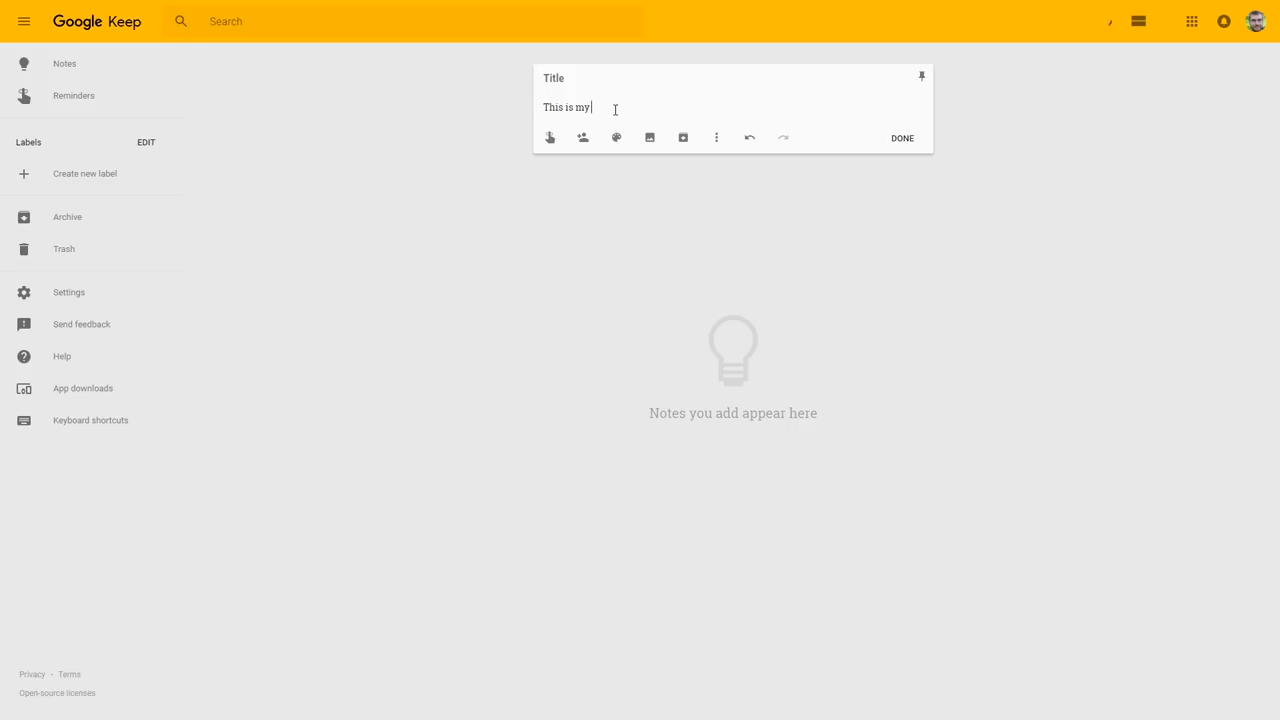 Google Keep
Search
Notes
Reminders
Labels
EDIT
Create new label
Archive
Trash
Settings
Send feedback
Help
App downloads
Keyboard shortcuts
Privacy · Terms
Open-source licenses
Title
This is my
DONE
Notes you add appear here